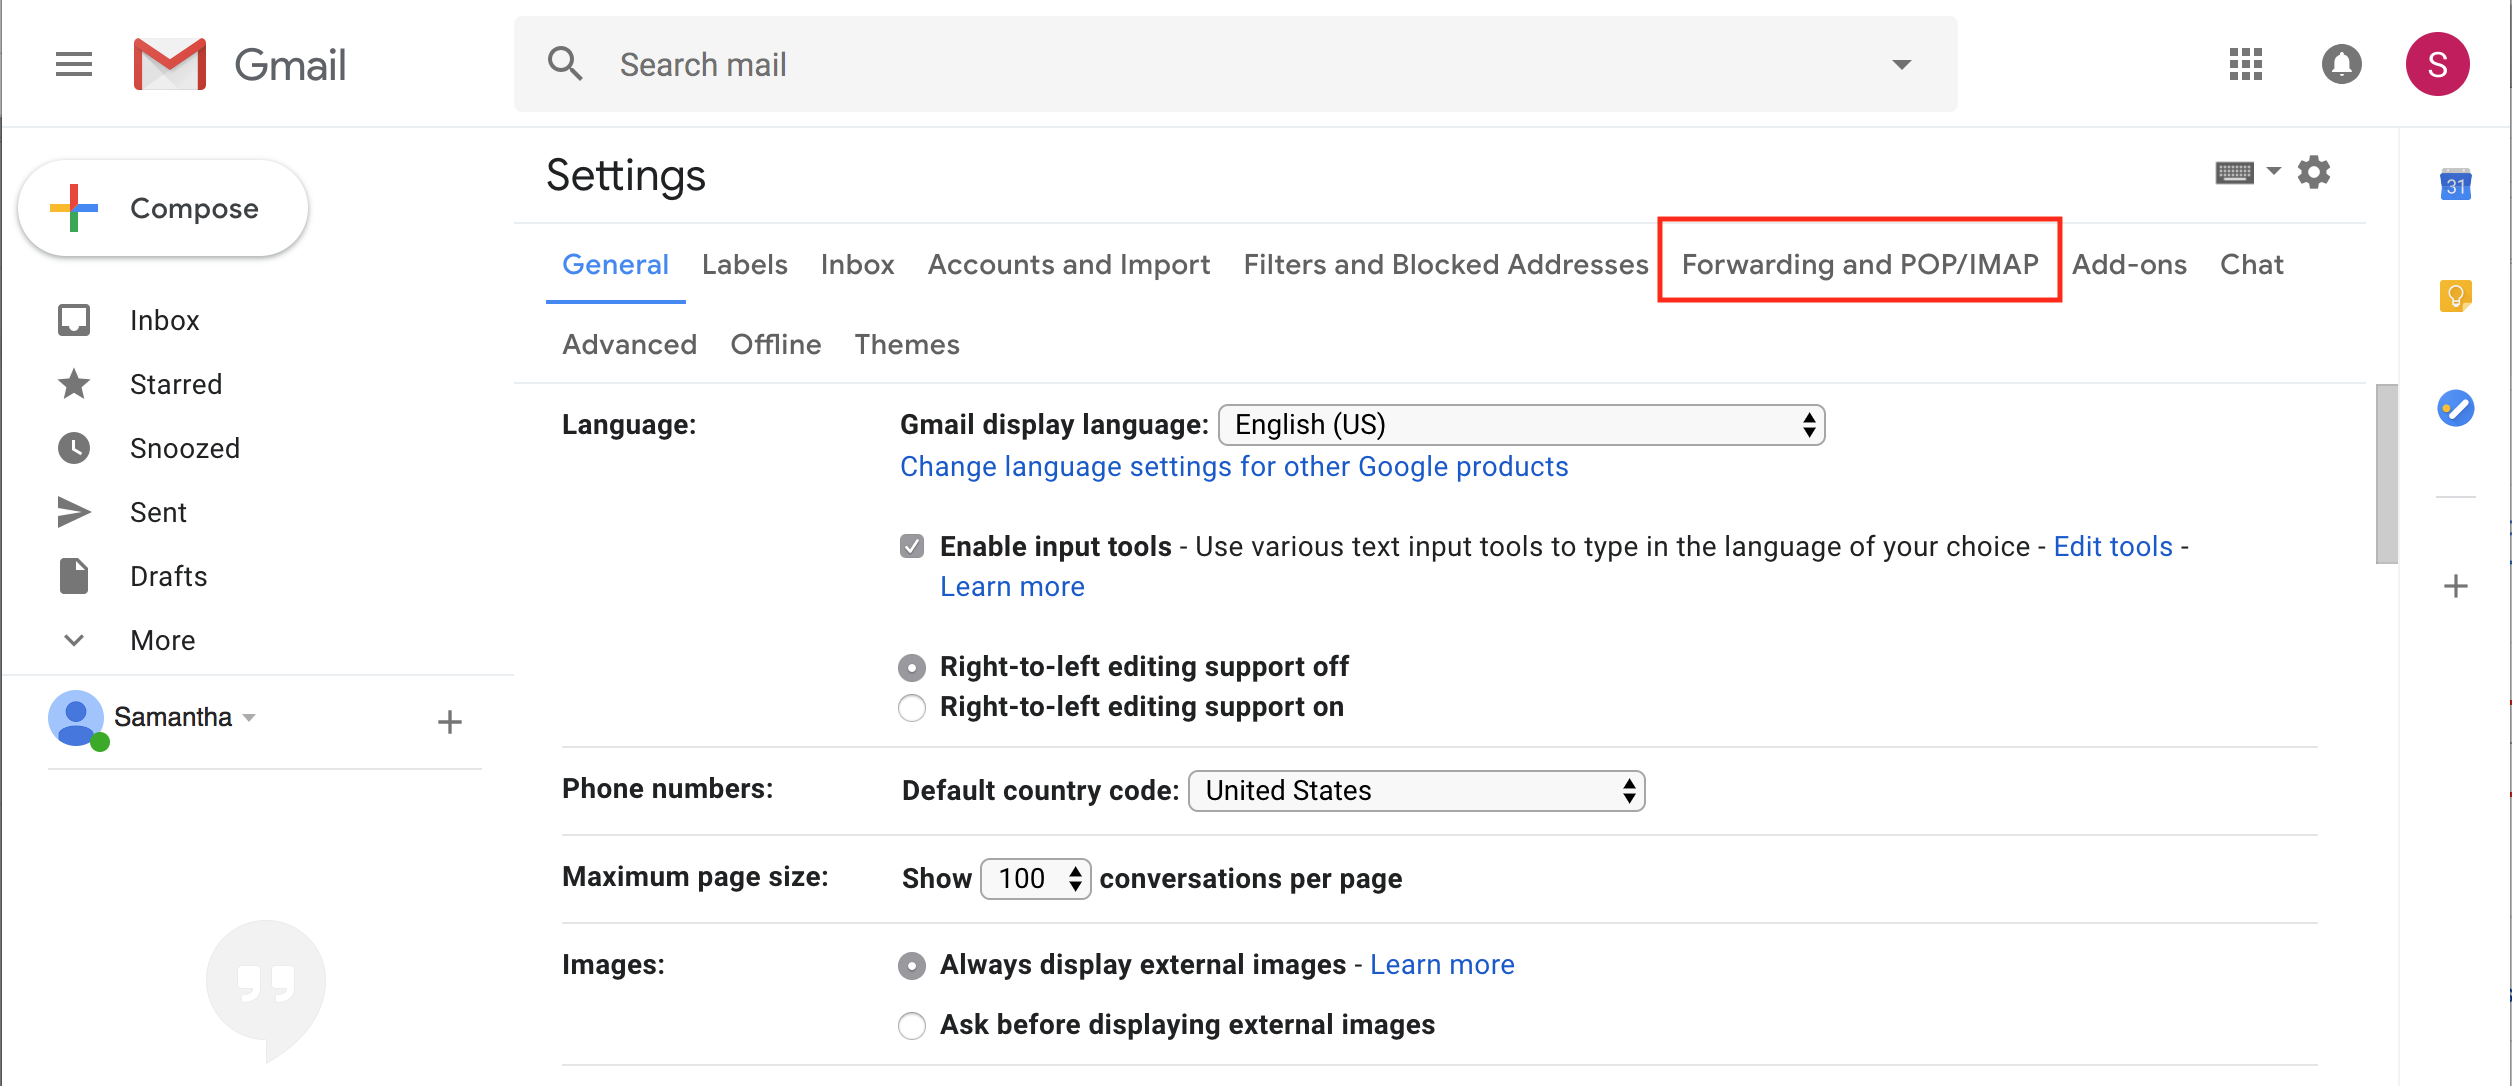 Gmail
Search mail
S
Compose
Inbox
Starred
Snoozed
Sent
Drafts
More
Samantha
Settings
General Labels Inbox Accounts and Import Filters and Blocked Addresses Forwarding and POP/IMAP Add-ons Chat
Advanced Offline Themes
Language: Gmail display language: English (US)
Change language settings for other Google products
Enable input tools - Use various text input tools to type in the language of your choice - Edit tools -
Learn more
Right-to-left editing support off
Right-to-left editing support on
Phone numbers: Default country code: United States
Maximum page size: Show 100 conversations per page
Images: Always display external images - Learn more
Ask before displaying external images
31